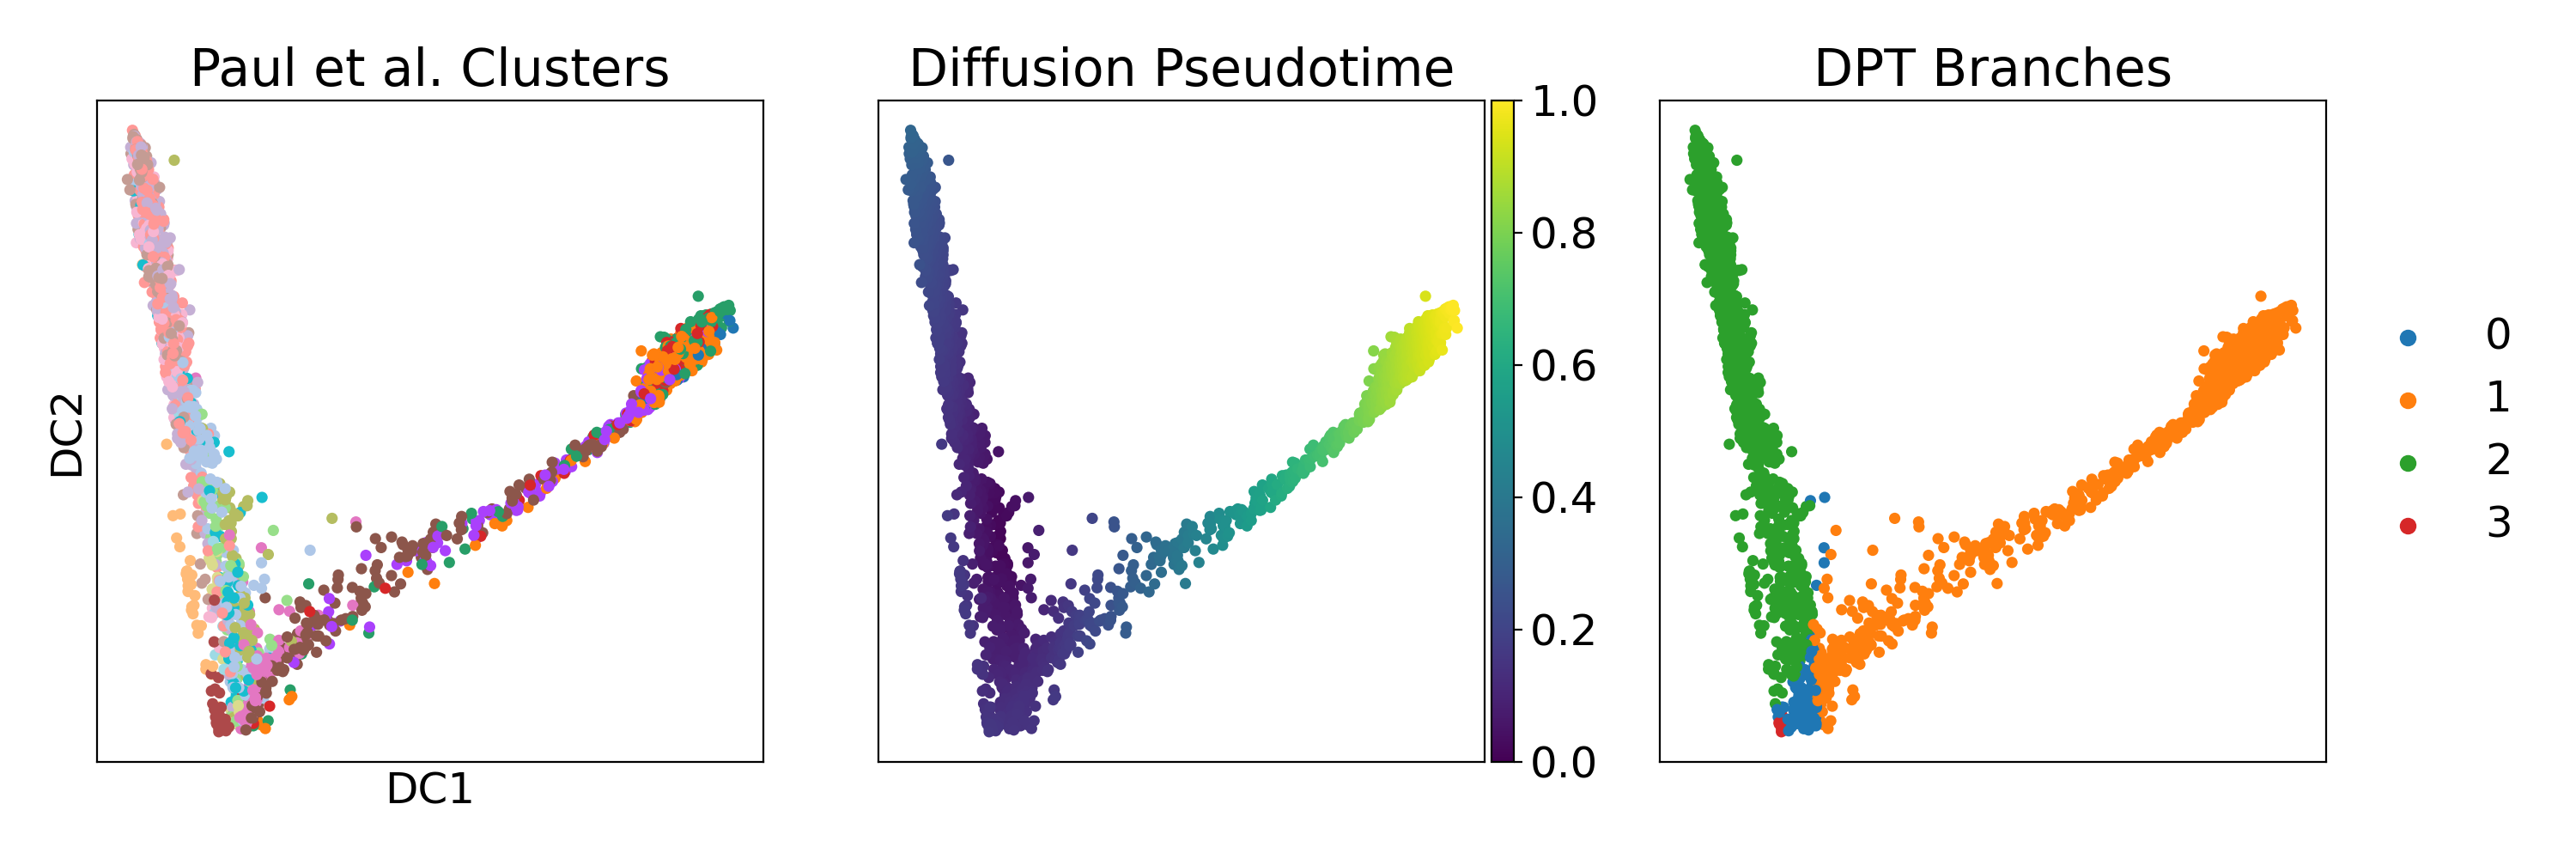 Paul et al. Clusters
DC2
DC1
Diffusion Pseudotime
1.0
0.8
0.6
0.4
0.2
0.0
DPT Branches
0
1
2
3